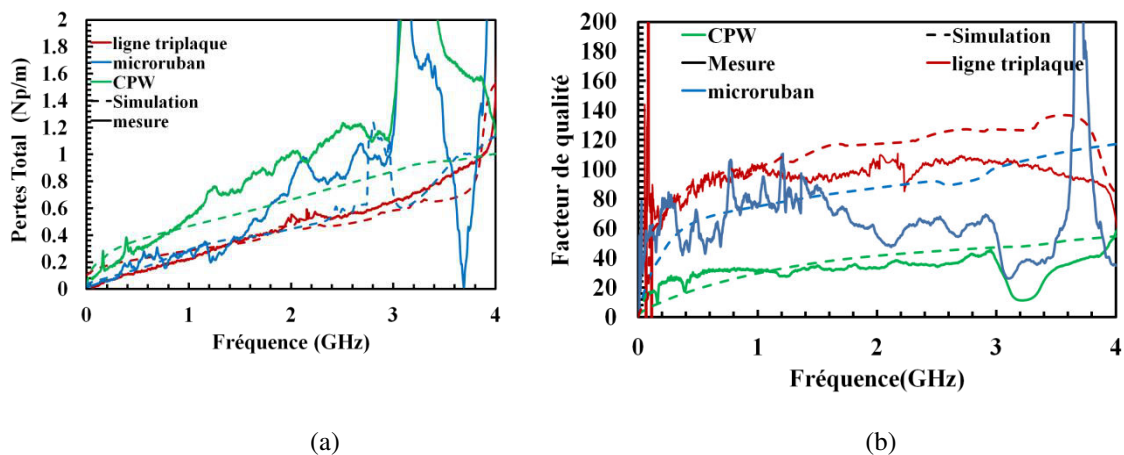 2
1.8
1.6
1.4
1.2
1
0.8
0.6
0.4
0.2
0
Pertes Total (Np/m)
ligne triplaque
microruban
CPW
Simulation
mesure
0 1 2 3 4
Fréquence (GHz)
(a)
200
180
160
140
120
100
80
60
40
20
0
Facteur de qualité
CPW Simulation
Mesure ligne triplaque
microruban
0 1 2 3 4
Fréquence(GHz)
(b)